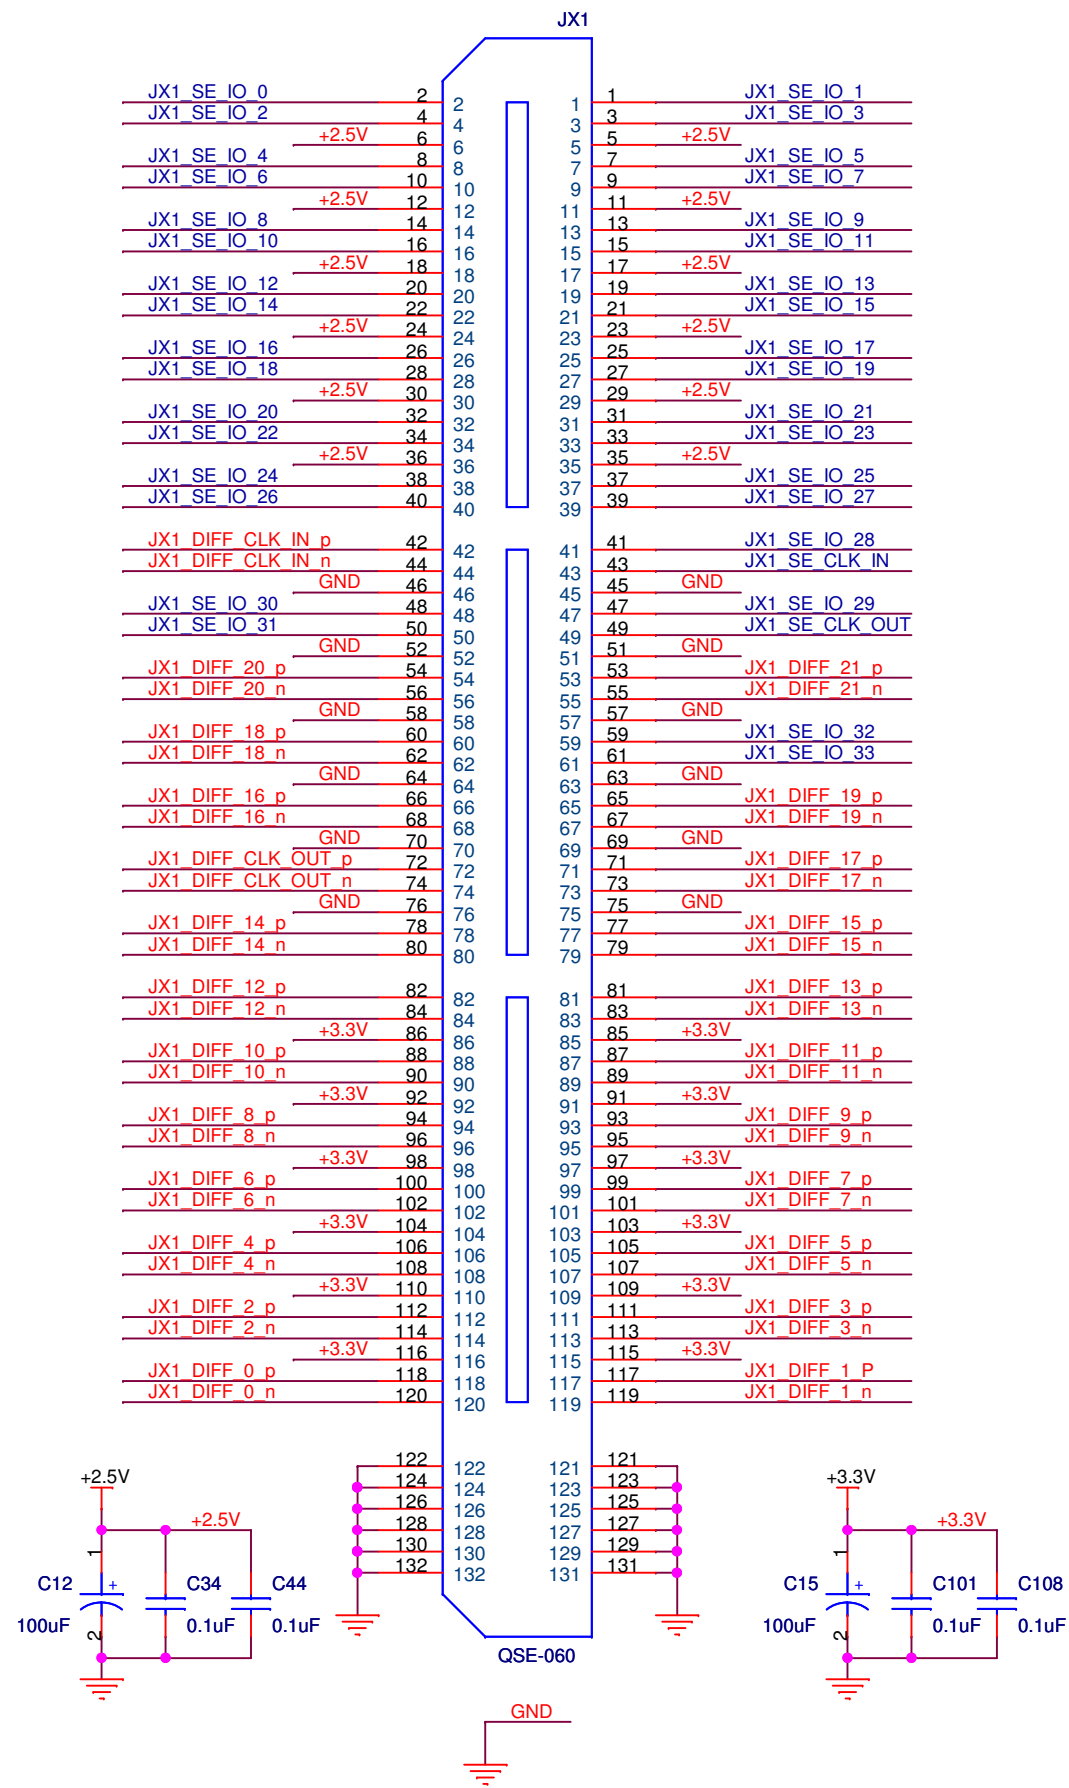 JX1
JX1_SE_IO_0 2 2 1 1 JX1_SE_IO_1
JX1_SE_IO_2 4 4 3 3 JX1_SE_IO_3
+2.5V 6 6 5 5 +2.5V
JX1_SE_IO_4 8 8 7 7 JX1_SE_IO_5
JX1_SE_IO_6 10 10 9 9 JX1_SE_IO_7
+2.5V 12 12 11 11 +2.5V
JX1_SE_IO_8 14 14 13 13 JX1_SE_IO_9
JX1_SE_IO_10 16 16 15 15 JX1_SE_IO_11
+2.5V 18 18 17 17 +2.5V
JX1_SE_IO_12 20 20 19 19 JX1_SE_IO_13
JX1_SE_IO_14 22 22 21 21 JX1_SE_IO_15
+2.5V 24 24 23 23 +2.5V
JX1_SE_IO_16 26 26 25 25 JX1_SE_IO_17
JX1_SE_IO_18 28 28 27 27 JX1_SE_IO_19
+2.5V 30 30 29 29 +2.5V
JX1_SE_IO_20 32 32 31 31 JX1_SE_IO_21
JX1_SE_IO_22 34 34 33 33 JX1_SE_IO_23
+2.5V 36 36 35 35 +2.5V
JX1_SE_IO_24 38 38 37 37 JX1_SE_IO_25
JX1_SE_IO_26 40 40 39 39 JX1_SE_IO_27
JX1_DIFF_CLK_IN_p 42 42 41 41 JX1_SE_IO_28
JX1_DIFF_CLK_IN_n 44 44 43 43 JX1_SE_CLK_IN
GND 46 46 45 45 GND
JX1_SE_IO_30 48 48 47 47 JX1_SE_IO_29
JX1_SE_IO_31 50 50 49 49 JX1_SE_CLK_OUT
GND 52 52 51 51 GND
JX1_DIFF_20_p 54 54 53 53 JX1_DIFF_21_p
JX1_DIFF_20_n 56 56 55 55 JX1_DIFF_21_n
GND 58 58 57 57 GND
JX1_DIFF_18_p 60 60 59 59 JX1_SE_IO_32
JX1_DIFF_18_n 62 62 61 61 JX1_SE_IO_33
GND 64 64 63 63 GND
JX1_DIFF_16_p 66 66 65 65 JX1_DIFF_19_p
JX1_DIFF_16_n 68 68 67 67 JX1_DIFF_19_n
GND 70 70 69 69 GND
JX1_DIFF_CLK_OUT_p 72 72 71 71 JX1_DIFF_17_p
JX1_DIFF_CLK_OUT_n 74 74 73 73 JX1_DIFF_17_n
GND 76 76 75 75 GND
JX1_DIFF_14_p 78 78 77 77 JX1_DIFF_15_p
JX1_DIFF_14_n 80 80 79 79 JX1_DIFF_15_n
JX1_DIFF_12_p 82 82 81 81 JX1_DIFF_13_p
JX1_DIFF_12_n 84 84 83 83 JX1_DIFF_13_n
+3.3V 86 86 85 85 +3.3V
JX1_DIFF_10_p 88 88 87 87 JX1_DIFF_11_p
JX1_DIFF_10_n 90 90 89 89 JX1_DIFF_11_n
+3.3V 92 92 91 91 +3.3V
JX1_DIFF_8_p 94 94 93 93 JX1_DIFF_9_p
JX1_DIFF_8_n 96 96 95 95 JX1_DIFF_9_n
+3.3V 98 98 97 97 +3.3V
JX1_DIFF_6_p 100 100 99 99 JX1_DIFF_7_p
JX1_DIFF_6_n 102 102 101 101 JX1_DIFF_7_n
+3.3V 104 104 103 103 +3.3V
JX1_DIFF_4_p 106 106 105 105 JX1_DIFF_5_p
JX1_DIFF_4_n 108 108 107 107 JX1_DIFF_5_n
+3.3V 110 110 109 109 +3.3V
JX1_DIFF_2_p 112 112 111 111 JX1_DIFF_3_p
JX1_DIFF_2_n 114 114 113 113 JX1_DIFF_3_n
+3.3V 116 116 115 115 +3.3V
JX1_DIFF_0_p 118 118 117 117 JX1_DIFF_1_P
JX1_DIFF_0_n 120 120 119 119 JX1_DIFF_1_n
122 122 121 121
124 124 123 123
126 126 125 125
128 128 127 127
130 130 129 129
132 132 131 131
QSE-060
+2.5V
+2.5V
1
C12 + C34 C44
100uF 0.1uF 0.1uF
2
+3.3V
+3.3V
1
C15 + C101 C108
100uF 0.1uF 0.1uF
2
GND